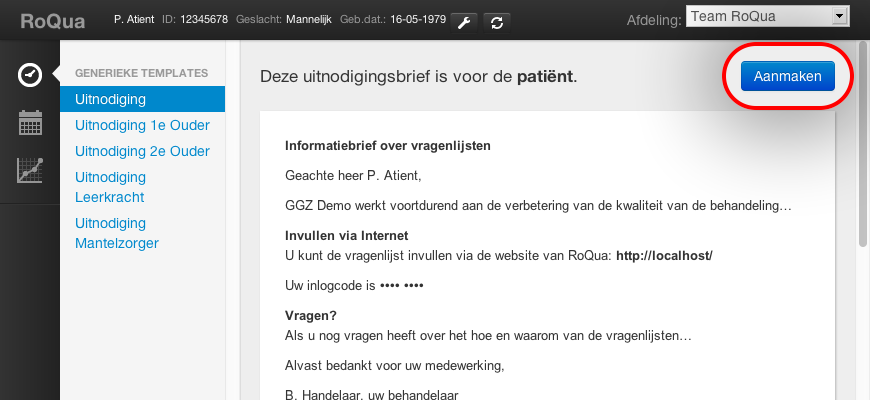 RoQua P. Atient ID: 12345678 Geslacht: Mannelijk Geb.dat.: 16-05-1979 Afdeling: Team RoQua
GENERIEKE TEMPLATES
Uitnodiging
Uitnodiging 1e Ouder
Uitnodiging 2e Ouder
Uitnodiging
Leerkracht
Uitnodiging
Mantelzorger
Deze uitnodigingsbrief is voor de patiënt.
Aanmaken
Informatiebrief over vragenlijsten
Geachte heer P. Atient,
GGZ Demo werkt voortdurend aan de verbetering van de kwaliteit van de behandeling…
Invullen via Internet
U kunt de vragenlijst invullen via de website van RoQua: http://localhost/
Uw inlogcode is •••• ••••
Vragen?
Als u nog vragen heeft over het hoe en waarom van de vragenlijsten…
Alvast bedankt voor uw medewerking,
B. Handelaar, uw behandelaar